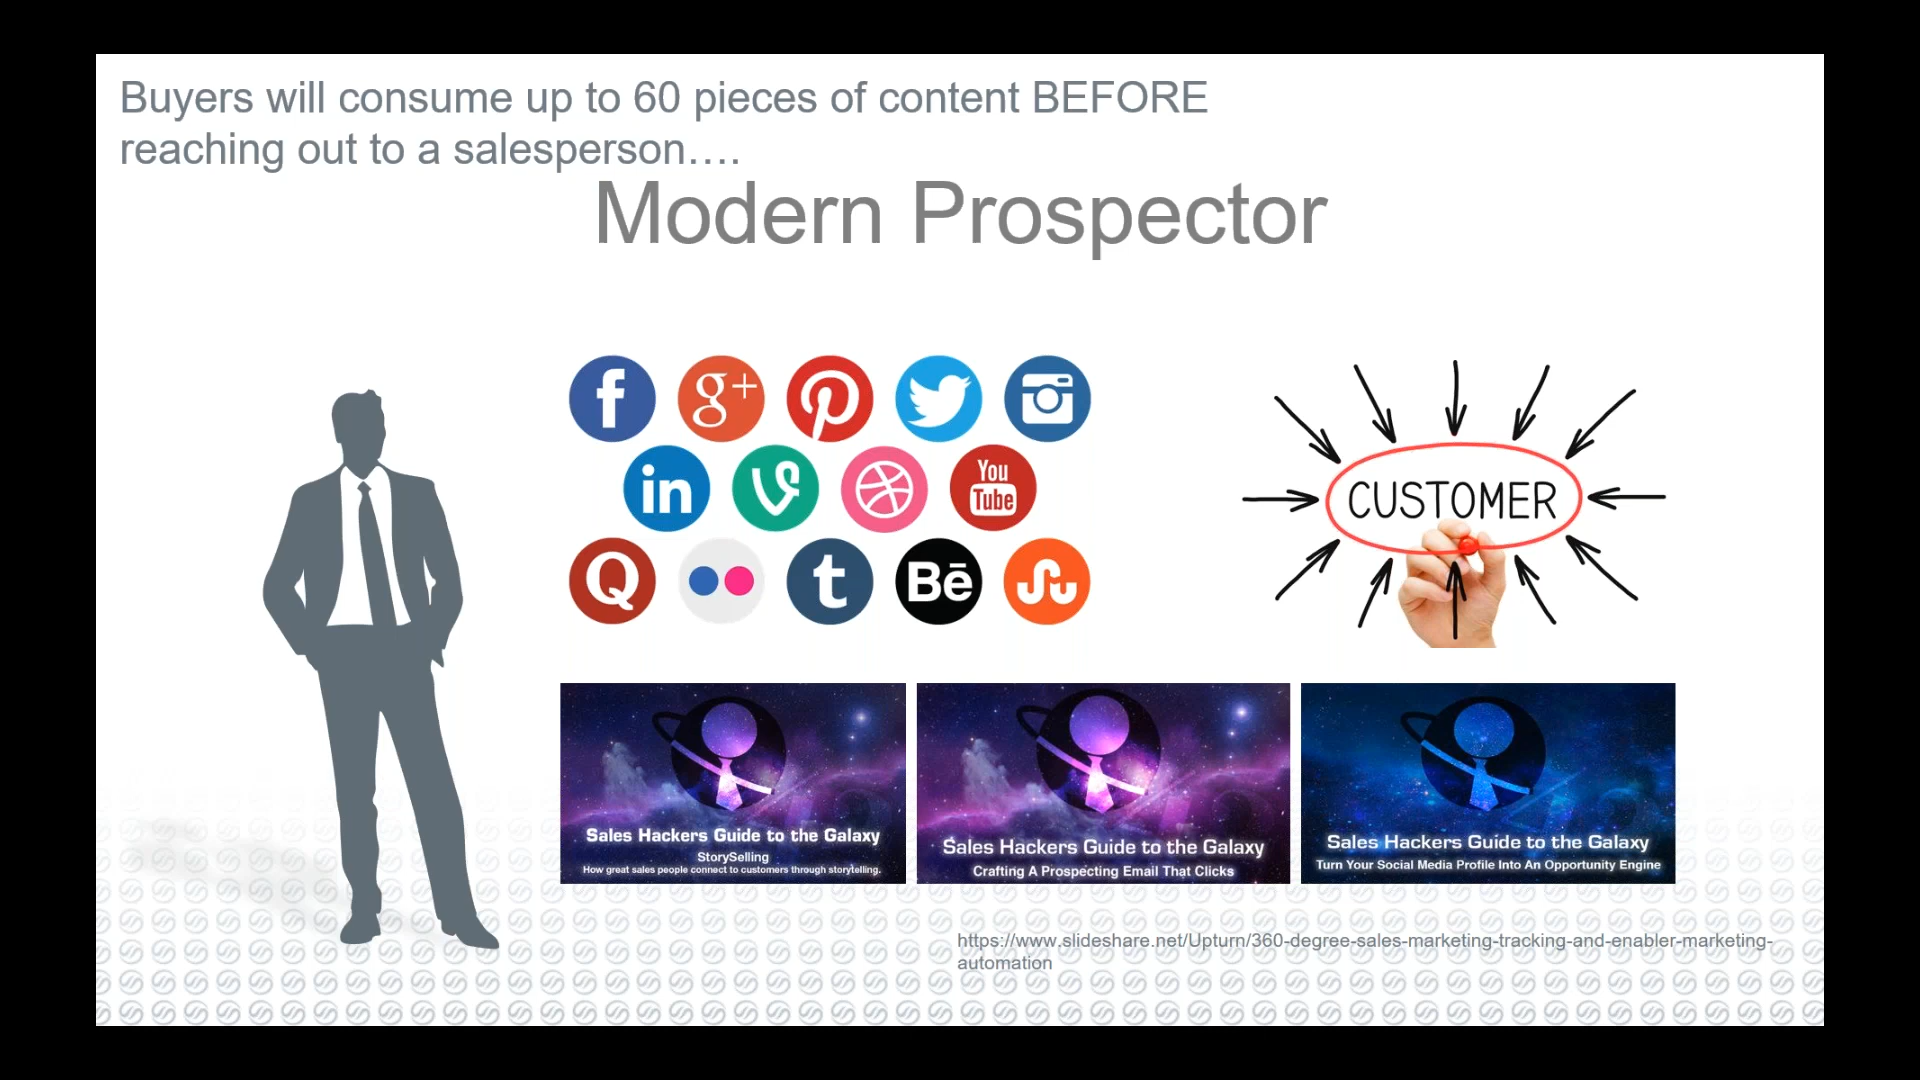 Buyers will consume up to 60 pieces of content BEFORE
reaching out to a salesperson….
Modern Prospector
f
g+
in
You
Tube
Q
t
Bē
CUSTOMER
Sales Hackers Guide to the Galaxy
StorySelling
How great sales people connect to customers through storytelling.
Sales Hackers Guide to the Galaxy
Crafting A Prospecting Email That Clicks
Sales Hackers Guide to the Galaxy
Turn Your Social Media Profile Into An Opportunity Engine
https://www.slideshare.net/Upturn/360-degree-sales-marketing-tracking-and-enabler-marketing-
automation